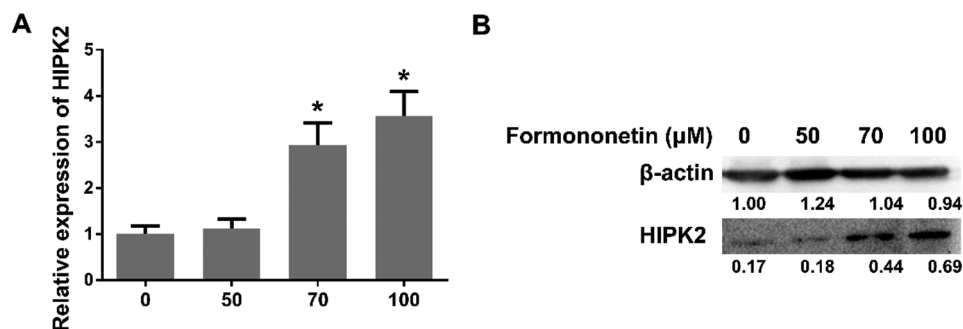 A
Relative expression of HIPK2
5
4
3
2
1
0
*
*
0 50 70 100
B
Formononetin (μM) 0 50 70 100
β-actin
1.00 1.24 1.04 0.94
HIPK2
0.17 0.18 0.44 0.69